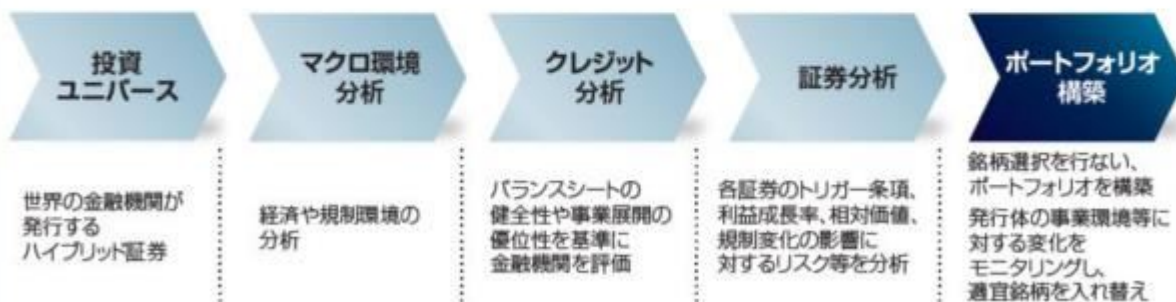 投資
ユニバース
マクロ環境
分析
クレジット
分析
証券分析
ポートフォリオ
構築
世界の金融機関が
発行する
ハイブリッド証券
経済や規制環境の
分析
バランスシートの
健全性や事業展開の
優位性を基準に
金融機関を評価
各証券のトリガー条項、
利益成長率、相対価値、
規制変化の影響に
対するリスク等を分析
銘柄選択を行ない、
ポートフォリオを構築
発行体の事業環境等に
対する変化を
モニタリングし、
適宜銘柄を入れ替え